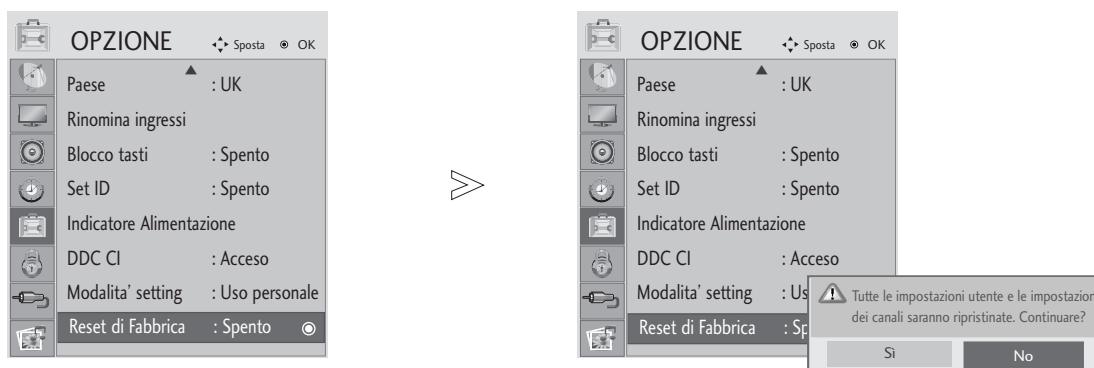 OPZIONE Sposta OK
Paese : UK
Rinomina ingressi
Blocco tasti : Spento
Set ID : Spento
Indicatore Alimentazione
DDC CI : Acceso
Modalita' setting : Uso personale
Reset di Fabbrica : Spento
OPZIONE Sposta OK
Paese : UK
Rinomina ingressi
Blocco tasti : Spento
Set ID : Spento
Indicatore Alimentazione
DDC CI : Acceso
Modalita' setting : Us
Reset di Fabbrica : Sp
Tutte le impostazioni utente e le impostazion
dei canali saranno ripristinate. Continuare?
Sì No